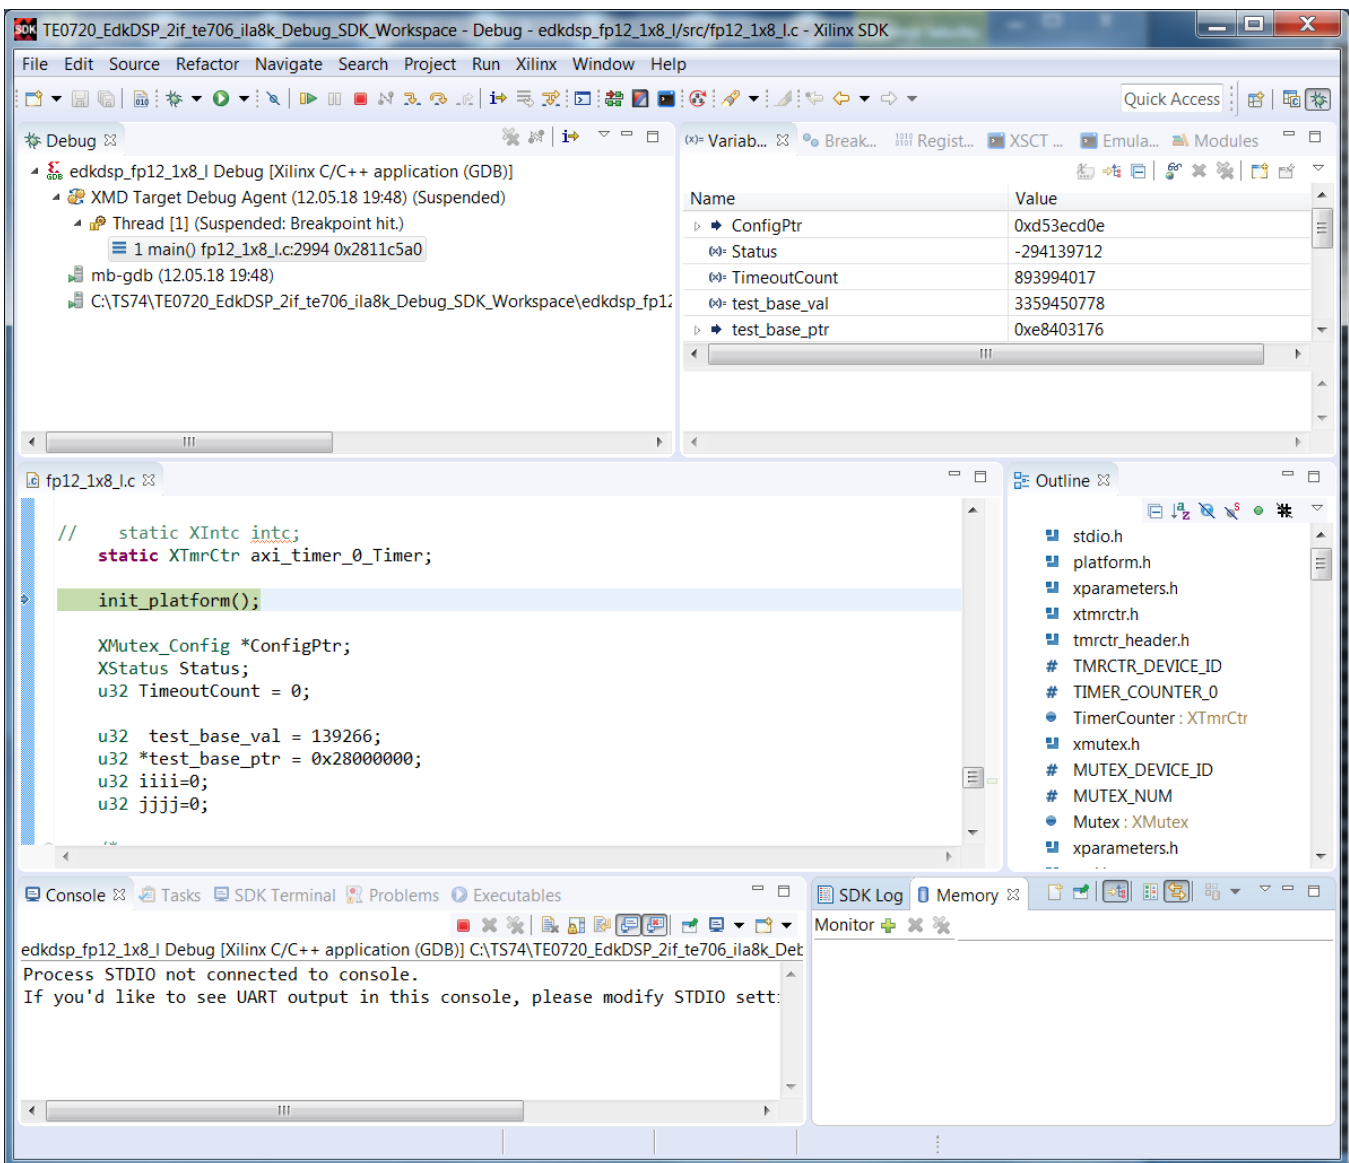 SDK TE0720_EdkDSP_2if_te706_ila8k_Debug_SDK_Workspace - Debug - edkdsp_fp12_1x8_l/src/fp12_1x8_l.c - Xilinx SDK
File Edit Source Refactor Navigate Search Project Run Xilinx Window Help
Quick Access
Debug
edkdsp_fp12_1x8_l Debug [Xilinx C/C++ application (GDB)]
XMD Target Debug Agent (12.05.18 19:48) (Suspended)
Thread [1] (Suspended: Breakpoint hit.)
1 main() fp12_1x8_l.c:2994 0x2811c5a0
mb-gdb (12.05.18 19:48)
C:\TS74\TE0720_EdkDSP_2if_te706_ila8k_Debug_SDK_Workspace\edkdsp_fp12
(x)= Variab... Break... Regist... XSCT ... Emula... Modules
Name Value
ConfigPtr 0xd53ecd0e
(x)= Status -294139712
(x)= TimeoutCount 893994017
(x)= test_base_val 3359450778
test_base_ptr 0xe8403176
fp12_1x8_l.c
// static XIntc intc;
static XTmrCtr axi_timer_0_Timer;
init_platform();
XMutex_Config *ConfigPtr;
XStatus Status;
u32 TimeoutCount = 0;
u32 test_base_val = 139266;
u32 *test_base_ptr = 0x28000000;
u32 iiii=0;
u32 jjjj=0;
/*
Outline
stdio.h
platform.h
xparameters.h
xtmrctr.h
tmrctr_header.h
# TMRCTR_DEVICE_ID
# TIMER_COUNTER_0
TimerCounter : XTmrCtr
xmutex.h
# MUTEX_DEVICE_ID
# MUTEX_NUM
Mutex : XMutex
xparameters.h
Console Tasks SDK Terminal Problems Executables
edkdsp_fp12_1x8_l Debug [Xilinx C/C++ application (GDB)] C:\TS74\TE0720_EdkDSP_2if_te706_ila8k_Deb
Process STDIO not connected to console.
If you'd like to see UART output in this console, please modify STDIO setti
SDK Log Memory
Monitor